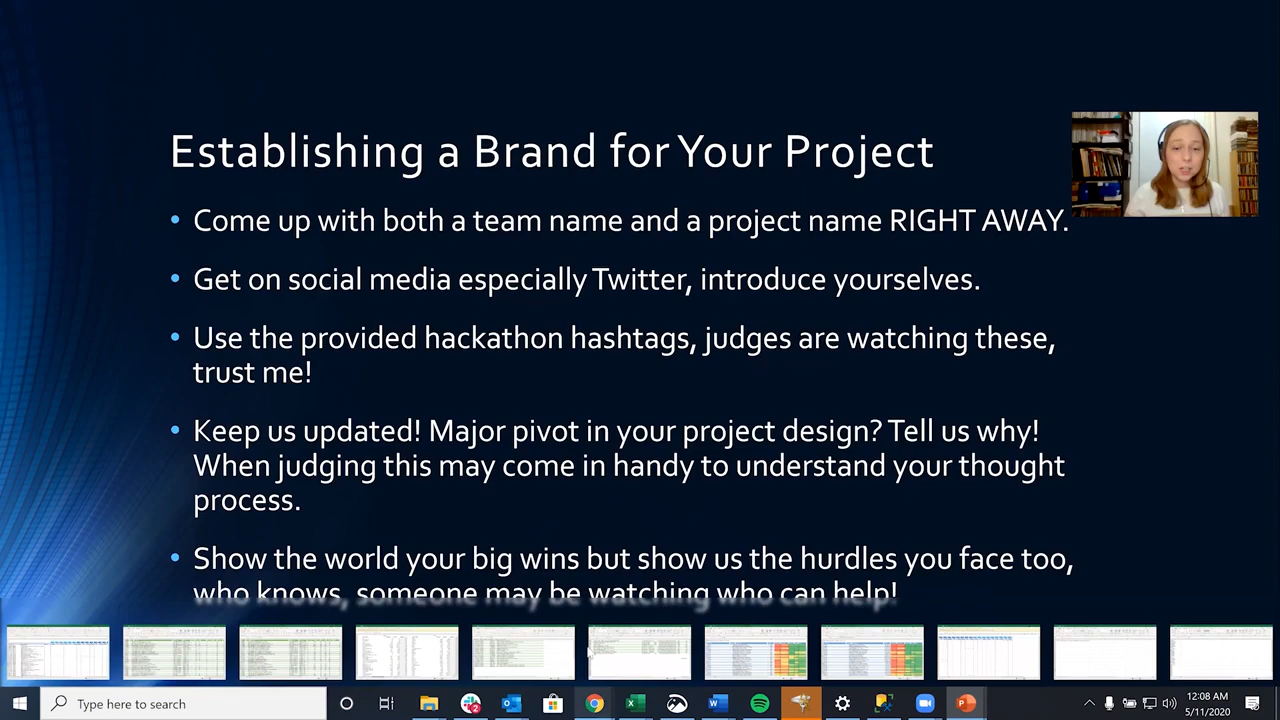 Establishing a Brand for Your Project
• Come up with both a team name and a project name RIGHT AWAY.
• Get on social media especially Twitter, introduce yourselves.
• Use the provided hackathon hashtags, judges are watching these,
trust me!
• Keep us updated! Major pivot in your project design? Tell us why!
When judging this may come in handy to understand your thought
process.
• Show the world your big wins but show us the hurdles you face too,
who knows, someone may be watching who can help!
Type here to search
12:08 AM
5/11/2020